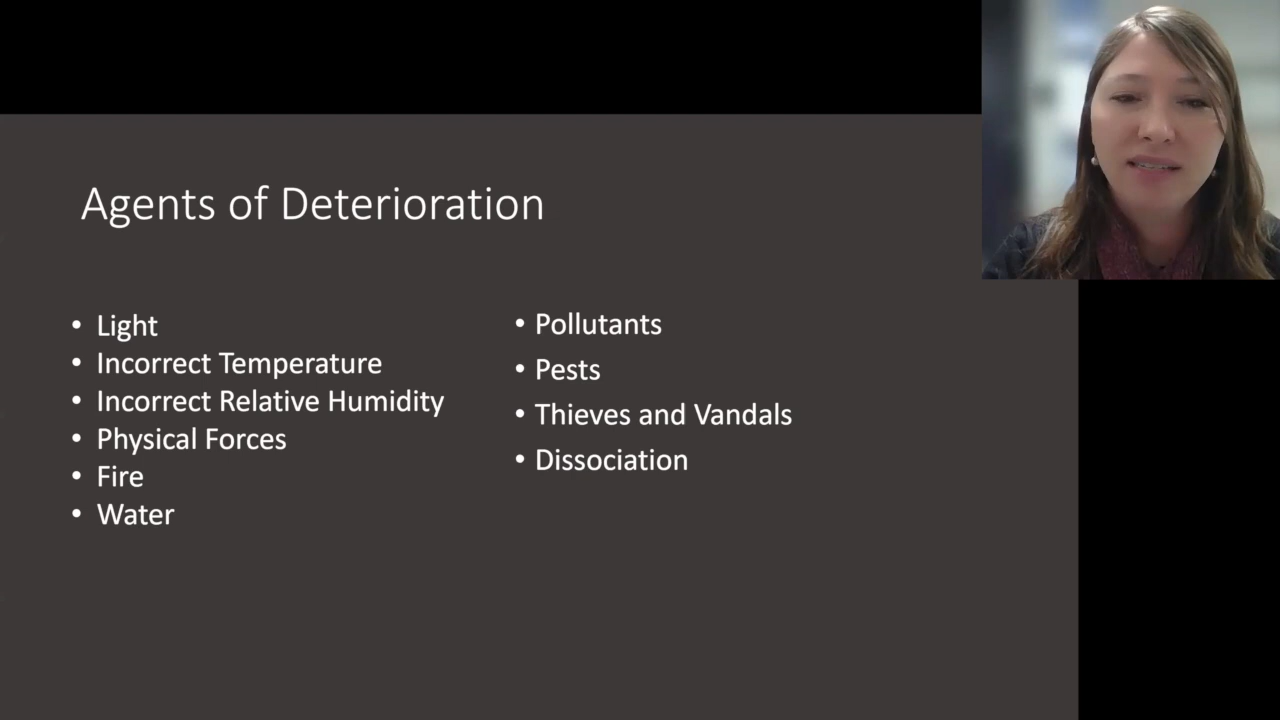 Agents of Deterioration
• Light
• Incorrect Temperature
• Incorrect Relative Humidity
• Physical Forces
• Fire
• Water
• Pollutants
• Pests
• Thieves and Vandals
• Dissociation